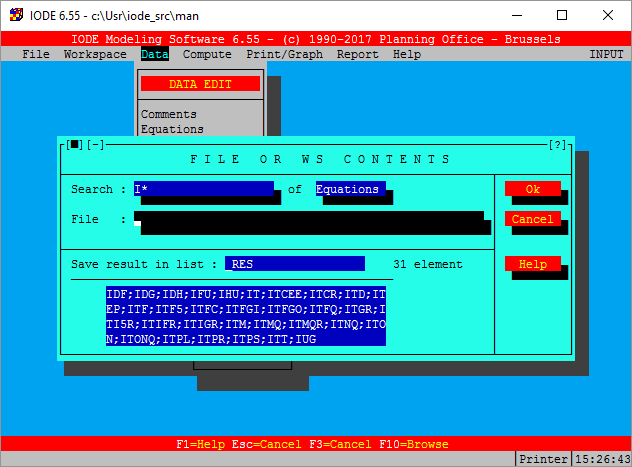 IODE 6.55 - c:\Usr\iode_src\man
IODE Modeling Software 6.55 - (c) 1990-2017 Planning Office - Brussels
File Workspace Data Compute Print/Graph Report Help INPUT
DATA EDIT
Comments
Equations
[■][-] [?]
FILE OR WS CONTENTS
Search : I* of Equations Ok
File : Cancel
Save result in list : _RES 31 element Help
IDF;IDG;IDH;IFU;IHU;IT;ITCEE;ITCR;ITD;IT
EP;ITF;ITF5;ITFC;ITFGI;ITFGO;ITFQ;ITGR;I
TI5R;ITIFR;ITIGR;ITM;ITMQ;ITMQR;ITNQ;ITO
N;ITONQ;ITPL;ITPR;ITPS;ITT;IUG
F1=Help Esc=Cancel F3=Cancel F10=Browse
Printer 15:26:43